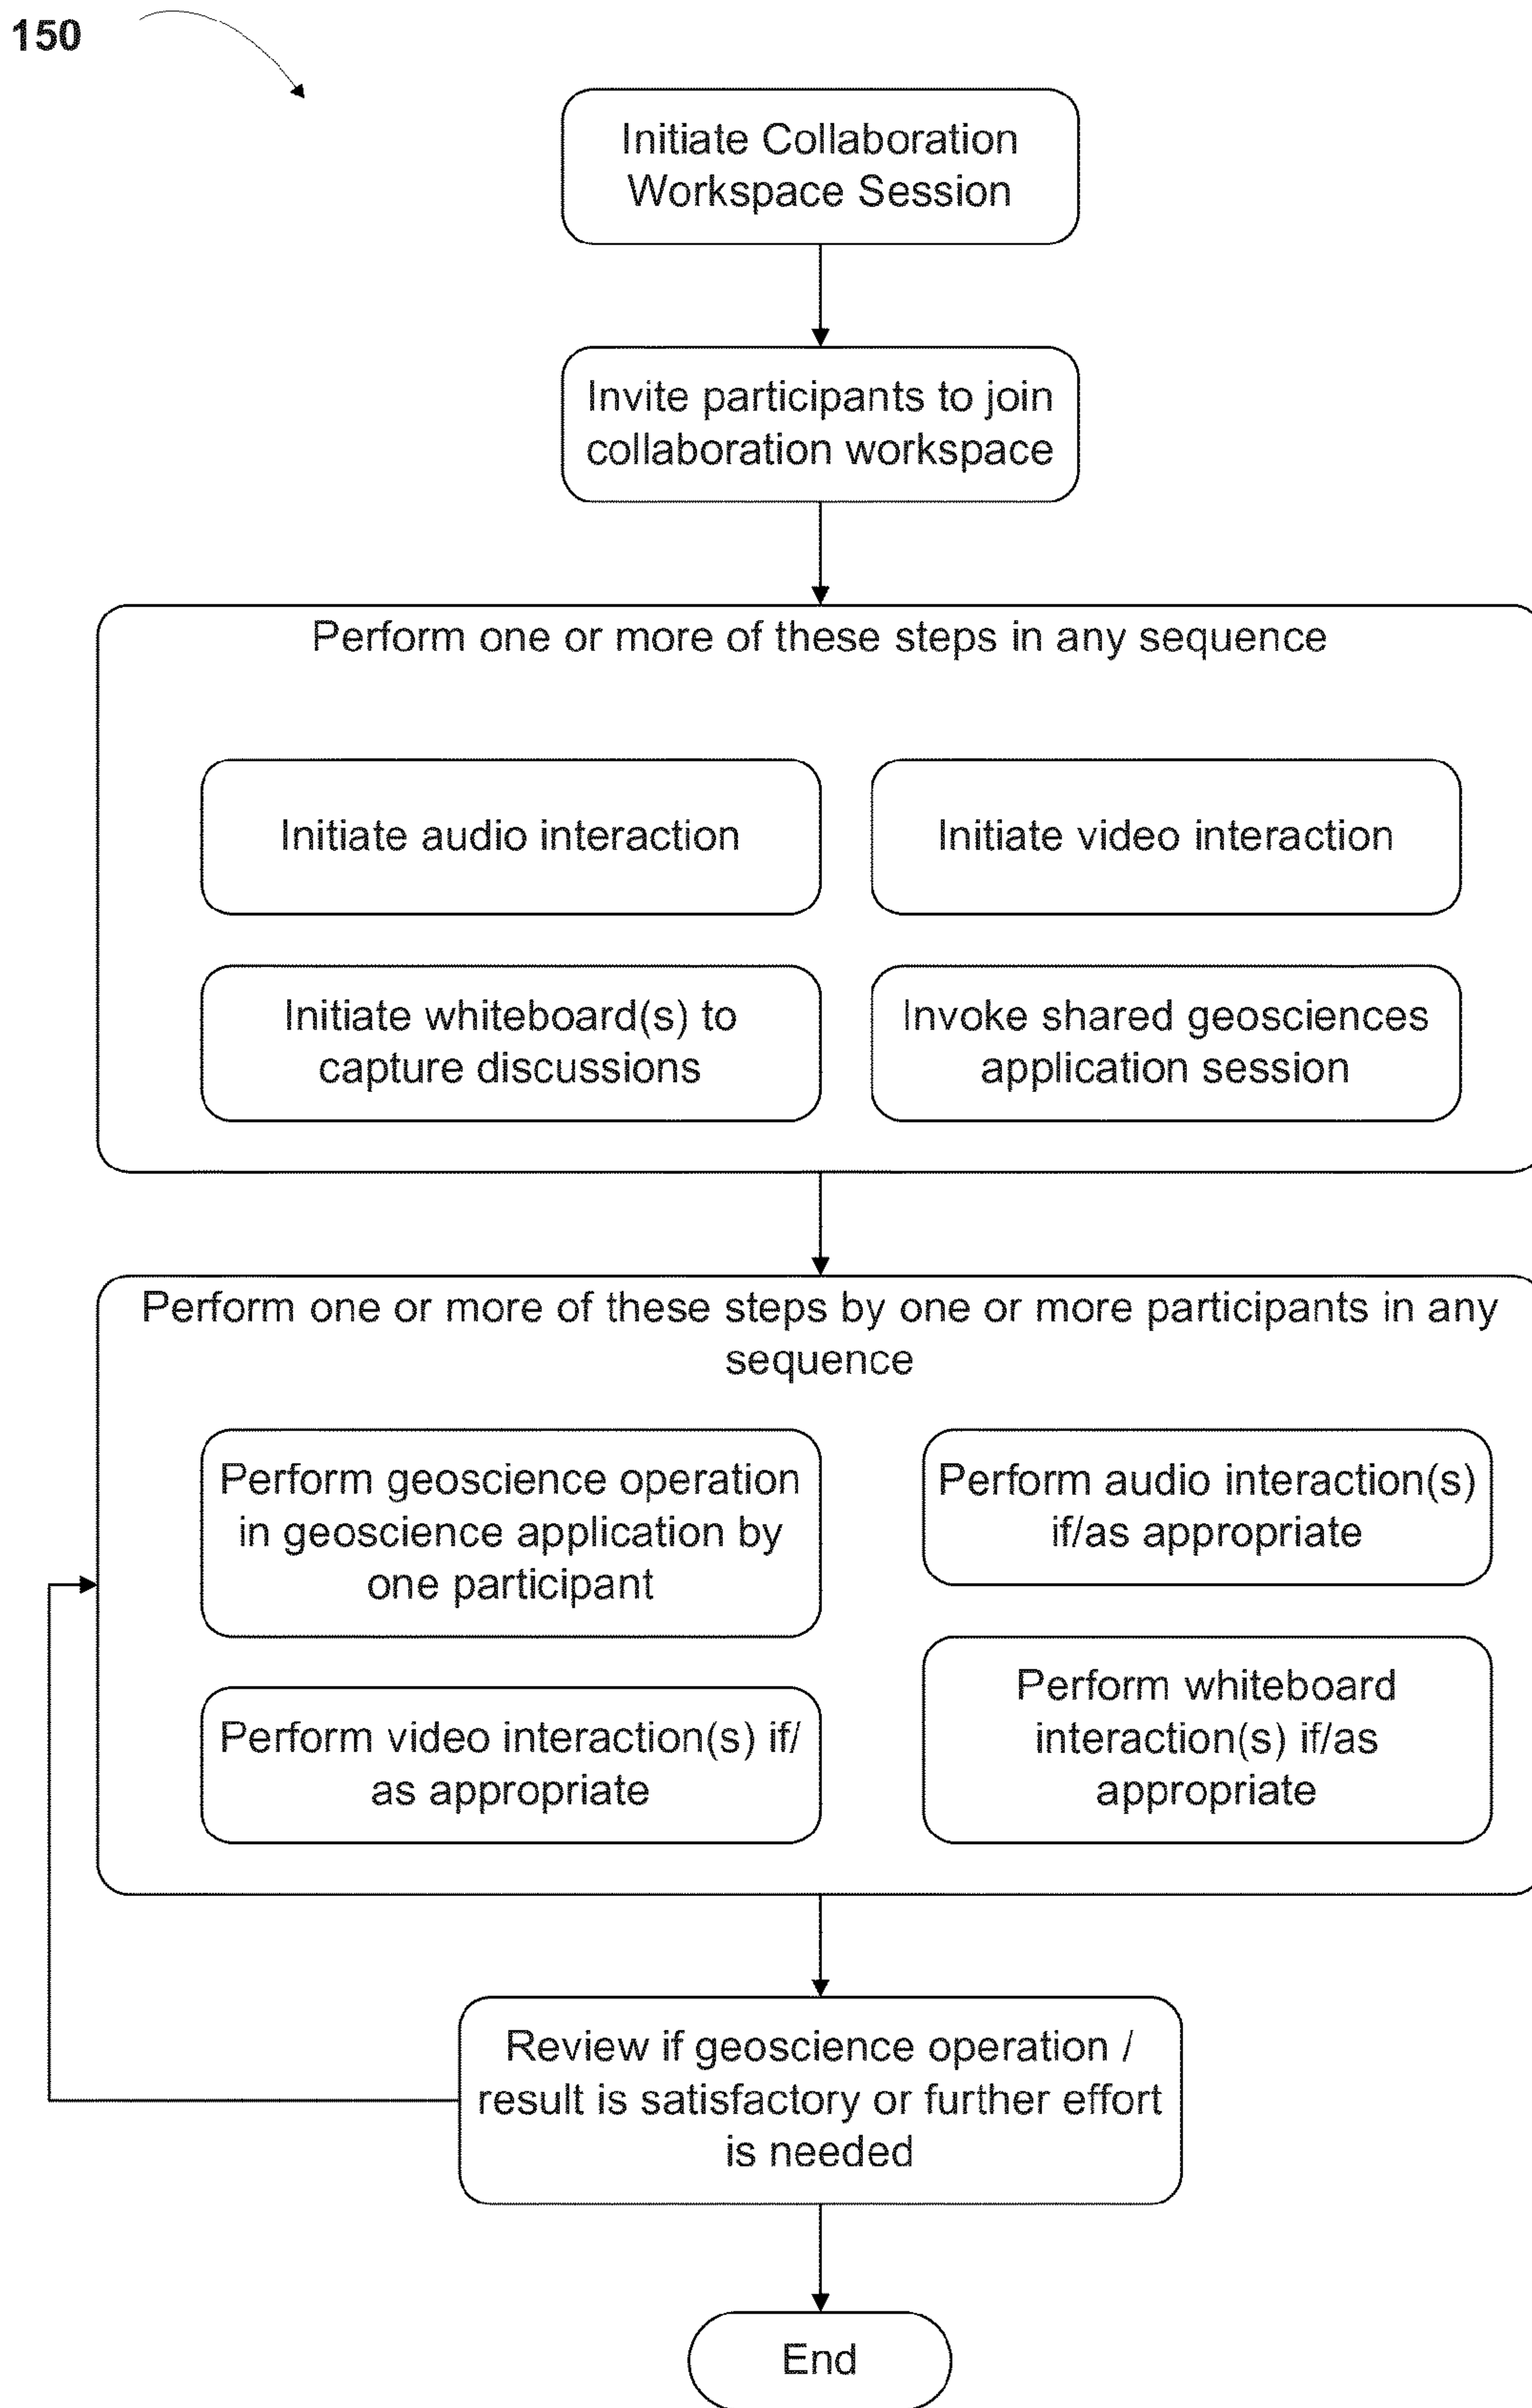 150
Initiate Collaboration
Workspace Session
Invite participants to join
collaboration workspace
Perform one or more of these steps in any sequence
Initiate audio interaction
Initiate video interaction
Initiate whiteboard(s) to
capture discussions
Invoke shared geosciences
application session
Perform one or more of these steps by one or more participants in any
sequence
Perform geoscience operation
in geoscience application by
one participant
Perform audio interaction(s)
if/as appropriate
Perform video interaction(s) if/
as appropriate
Perform whiteboard
interaction(s) if/as
appropriate
Review if geoscience operation /
result is satisfactory or further effort
is needed
End